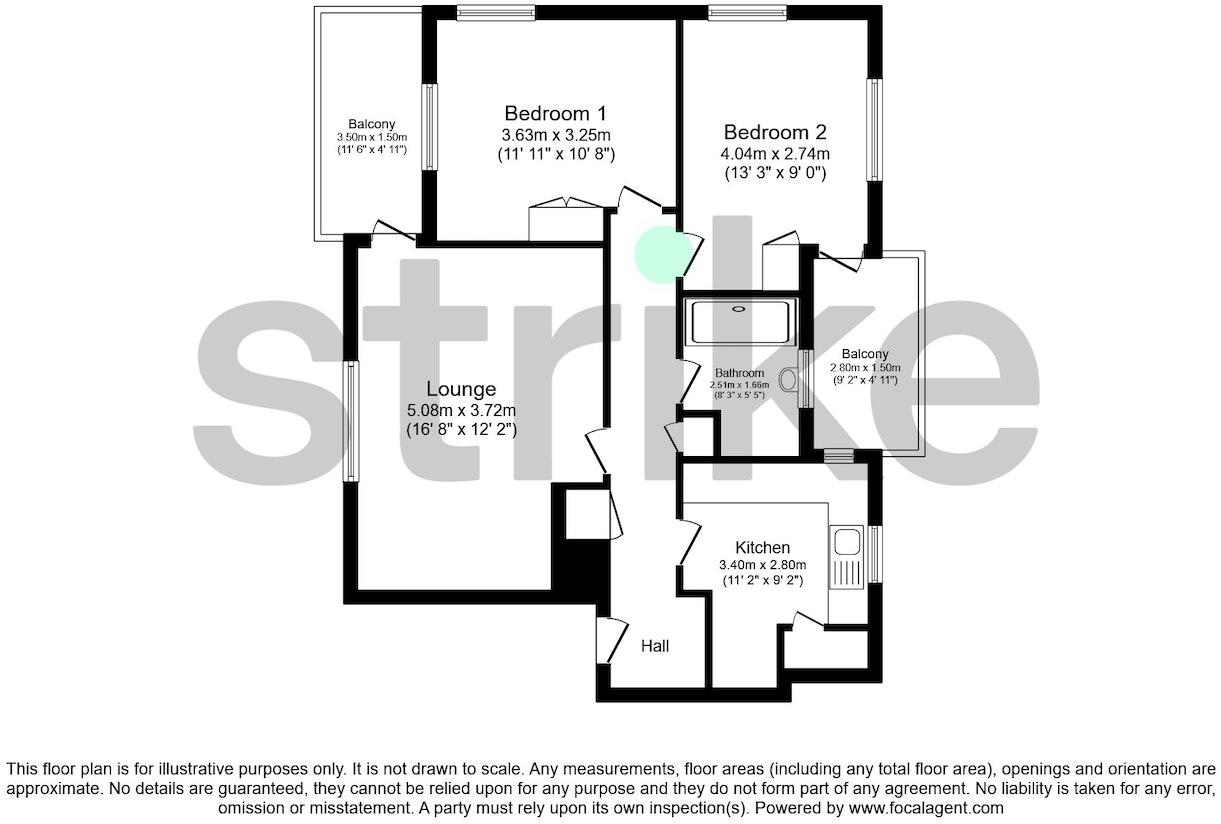 Bedroom 1
3.63m x 3.25m
(11' 11" x 10' 8")
Bedroom 2
4.04m x 2.74m
(13' 3" x 9' 0")
Balcony
3.50m x 1.50m
(11' 6" x 4' 11")
strike
Lounge
5.08m x 3.72m
(16' 8" x 12' 2")
Bathroom
2.51m x 1.66m
(8' 3" x 5' 5")
Balcony
2.80m x 1.50m
(9' 2" x 4' 11")
Kitchen
3.40m x 2.80m
(11' 2" x 9' 2")
Hall
This floor plan is for illustrative purposes only. It is not drawn to scale. Any measurements, floor areas (including any total floor area), openings and orientation are
approximate. No details are guaranteed, they cannot be relied upon for any purpose and they do not form part of any agreement. No liability is taken for any error,
omission or misstatement. A party must rely upon its own inspection(s). Powered by www.focalagent.com